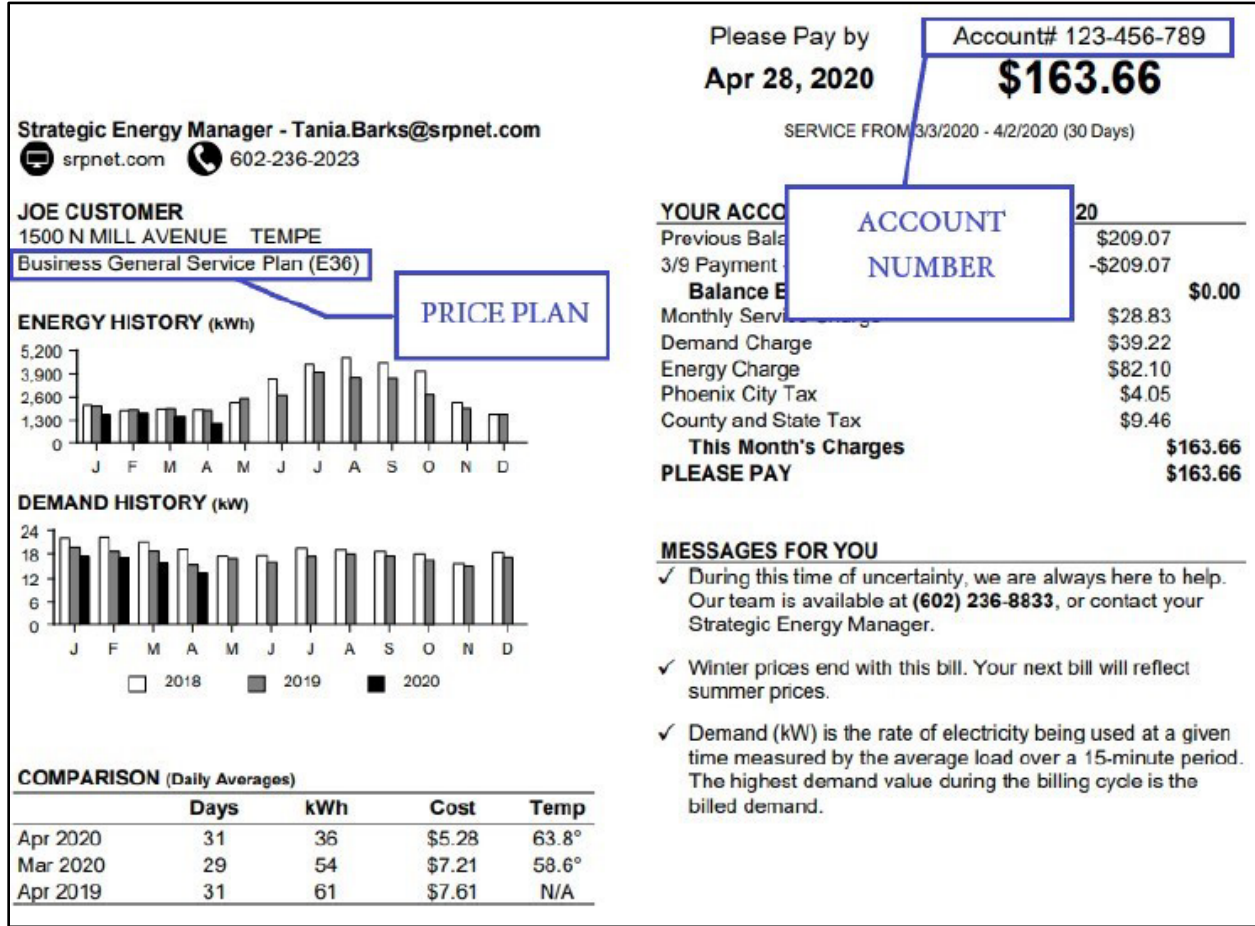 Please Pay by
Account# 123-456-789
Apr 28, 2020
$163.66
SERVICE FROM 3/3/2020 - 4/2/2020 (30 Days)
Strategic Energy Manager - Tania.Barks@srpnet.com
srpnet.com 602-236-2023
JOE CUSTOMER
1500 N MILL AVENUE TEMPE
Business General Service Plan (E36)
PRICE PLAN
ENERGY HISTORY (kWh)
5,200
3,900
2,600
1,300
0
J F M A M J J A S O N D
DEMAND HISTORY (kW)
24
18
12
6
0
J F M A M J J A S O N D
2018 2019 2020
COMPARISON (Daily Averages)
Days kWh Cost Temp
Apr 2020 31 36 $5.28 63.8°
Mar 2020 29 54 $7.21 58.6°
Apr 2019 31 61 $7.61 N/A
ACCOUNT
NUMBER
YOUR ACCO 20
Previous Bala $209.07
3/9 Payment -$209.07
Balance $0.00
Monthly $28.83
Demand Charge $39.22
Energy Charge $82.10
Phoenix City Tax $4.05
County and State Tax $9.46
This Month's Charges $163.66
PLEASE PAY $163.66
MESSAGES FOR YOU
✓ During this time of uncertainty, we are always here to help.
Our team is available at (602) 236-8833, or contact your
Strategic Energy Manager.
✓ Winter prices end with this bill. Your next bill will reflect
summer prices.
✓ Demand (kW) is the rate of electricity being used at a given
time measured by the average load over a 15-minute period.
The highest demand value during the billing cycle is the
billed demand.